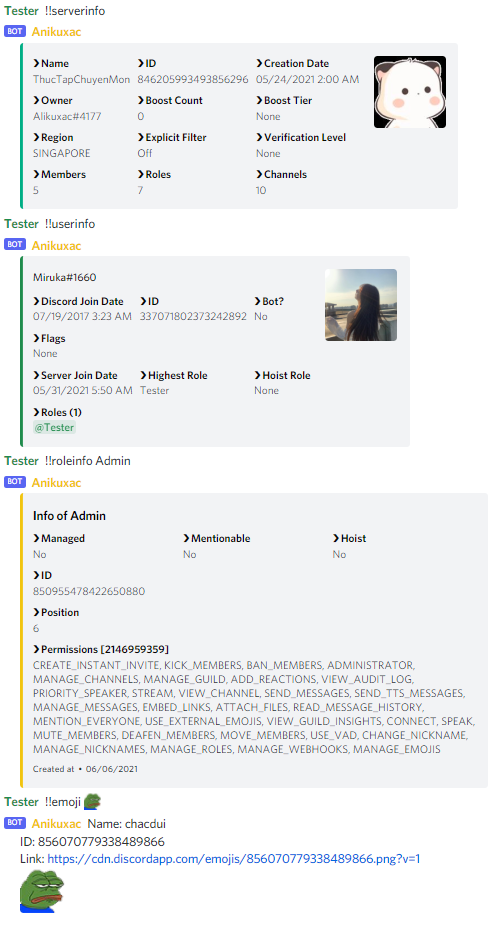 Tester !!serverinfo
BOT Anikuxac
❯Name ❯ID ❯Creation Date
ThucTapChuyenMon 846205993493856296 05/24/2021 2:00 AM
❯Owner ❯Boost Count ❯Boost Tier
Alikuxac#4177 0 None
❯Region ❯Explicit Filter ❯Verification Level
SINGAPORE Off None
❯Members ❯Roles ❯Channels
5 7 10
Tester !!userinfo
BOT Anikuxac
Miruka#1660
❯Discord Join Date ❯ID ❯Bot?
07/19/2017 3:23 AM 337071802373242892 No
❯Flags
None
❯Server Join Date ❯Highest Role ❯Hoist Role
05/31/2021 5:50 AM Tester None
❯Roles (1)
@Tester
Tester !!roleinfo Admin
BOT Anikuxac
Info of Admin
❯Managed ❯Mentionable ❯Hoist
No No No
❯ID
850955478422650880
❯Position
6
❯Permissions [2146959359]
CREATE_INSTANT_INVITE, KICK_MEMBERS, BAN_MEMBERS, ADMINISTRATOR,
MANAGE_CHANNELS, MANAGE_GUILD, ADD_REACTIONS, VIEW_AUDIT_LOG,
PRIORITY_SPEAKER, STREAM, VIEW_CHANNEL, SEND_MESSAGES, SEND_TTS_MESSAGES,
MANAGE_MESSAGES, EMBED_LINKS, ATTACH_FILES, READ_MESSAGE_HISTORY,
MENTION_EVERYONE, USE_EXTERNAL_EMOJIS, VIEW_GUILD_INSIGHTS, CONNECT, SPEAK,
MUTE_MEMBERS, DEAFEN_MEMBERS, MOVE_MEMBERS, USE_VAD, CHANGE_NICKNAME,
MANAGE_NICKNAMES, MANAGE_ROLES, MANAGE_WEBHOOKS, MANAGE_EMOJIS
Created at • 06/06/2021
Tester !!emoji
BOT Anikuxac Name: chacdui
ID: 856070779338489866
Link: https://cdn.discordapp.com/emojis/856070779338489866.png?v=1